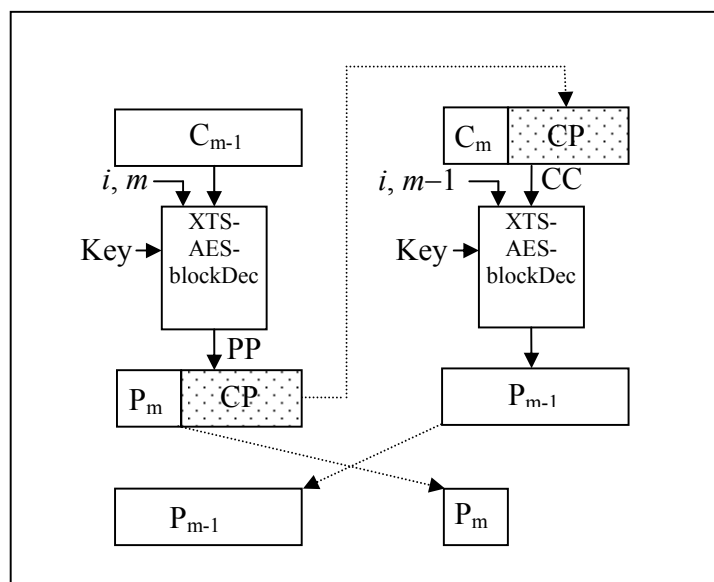 C_{m-1}
i, m
XTS-
AES-
blockDec
Key
PP
P_m CP
C_m CP
CC
i, m−1
XTS-
AES-
blockDec
Key
P_{m-1}
P_{m-1}
P_m